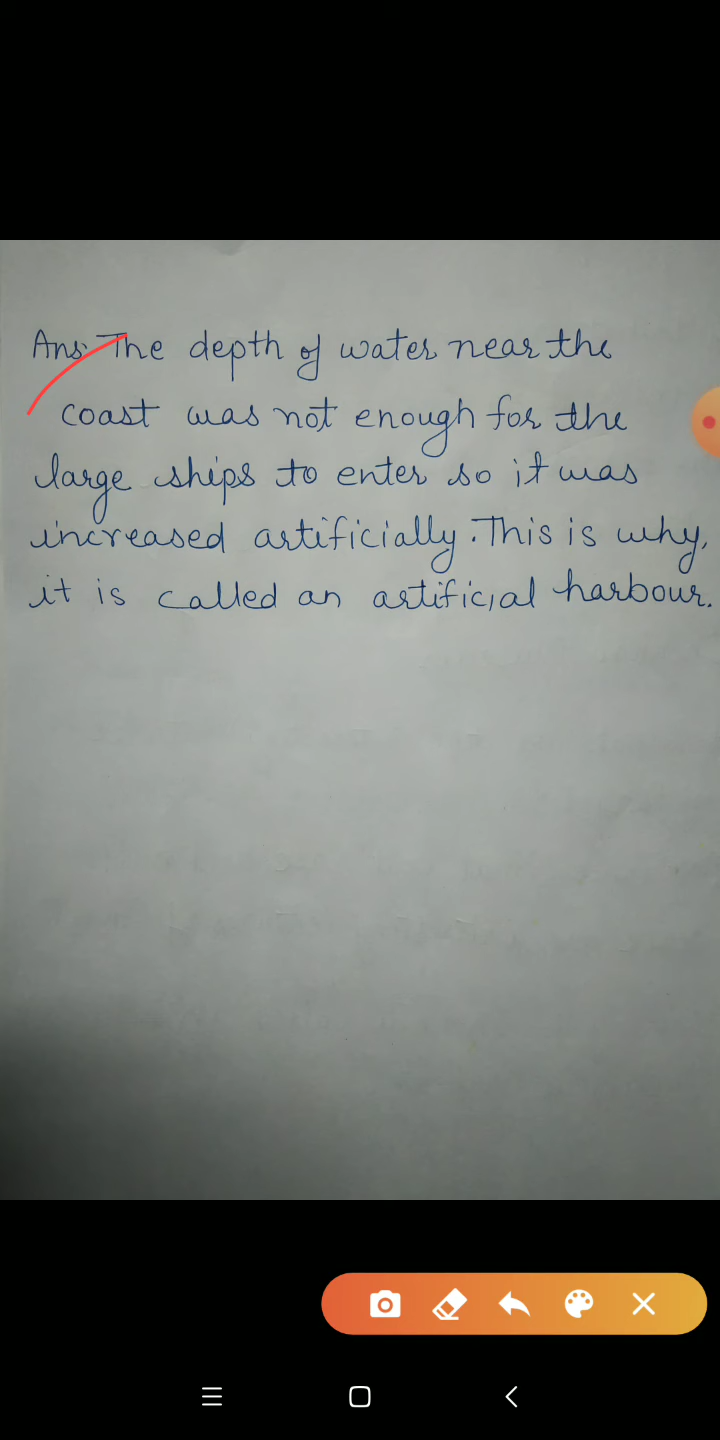 Ans: The depth of water near the
coast was not enough for the
large ships to enter so it was
increased artificially. This is why,
it is called an artificial harbour.